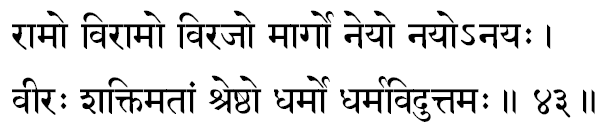 रामो विरामो विरजो मार्गो नेयो नयोऽनयः ।
वीरः शक्तिमतां श्रेष्ठो धर्मो धर्मविदुत्तमः ॥ ४३ ॥